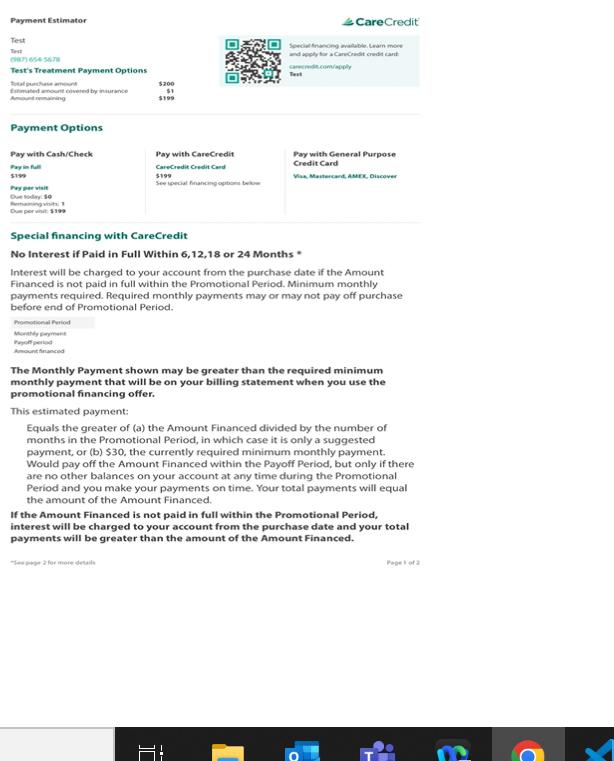 Payment Estimator
CareCredit
Test
Test
(987) 654-5678
Test's Treatment Payment Options
Total purchase amount $200
Estimated amount covered by insurance $1
Amount remaining $199
Special financing available. Learn more
and apply for a CareCredit credit card:
carecredit.com/apply
Test
Payment Options
Pay with Cash/Check
Pay in full
$199
Pay per visit
Due today: $0
Remaining visits: 1
Due per visit: $199
Pay with CareCredit
CareCredit Credit Card
$199
See special financing options below
Pay with General Purpose
Credit Card
Visa, Mastercard, AMEX, Discover
Special financing with CareCredit
No Interest if Paid in Full Within 6,12,18 or 24 Months *
Interest will be charged to your account from the purchase date if the Amount
Financed is not paid in full within the Promotional Period. Minimum monthly
payments required. Required monthly payments may or may not pay off purchase
before end of Promotional Period.
Promotional Period
Monthly payment
Payoff period
Amount financed
The Monthly Payment shown may be greater than the required minimum
monthly payment that will be on your billing statement when you use the
promotional financing offer.
This estimated payment:
Equals the greater of (a) the Amount Financed divided by the number of
months in the Promotional Period, in which case it is only a suggested
payment, or (b) $30, the currently required minimum monthly payment.
Would pay off the Amount Financed within the Payoff Period, but only if there
are no other balances on your account at any time during the Promotional
Period and you make your payments on time. Your total payments will equal
the amount of the Amount Financed.
If the Amount Financed is not paid in full within the Promotional Period,
interest will be charged to your account from the purchase date and your total
payments will be greater than the amount of the Amount Financed.
*See page 2 for more details
Page 1 of 2